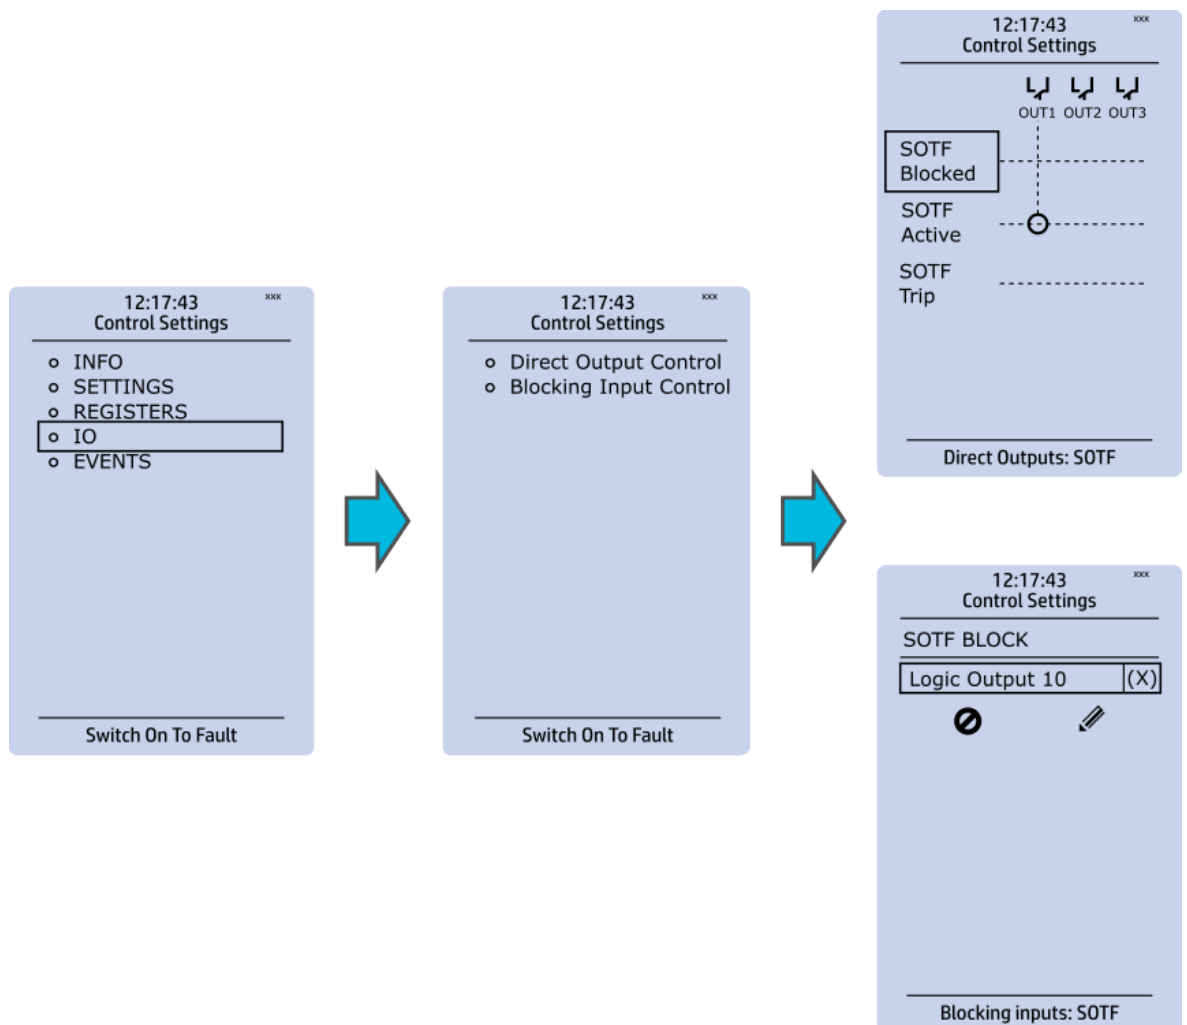 12:17:43 xxx
Control Settings
INFO
SETTINGS
REGISTERS
IO
EVENTS
Switch On To Fault
12:17:43 xxx
Control Settings
Direct Output Control
Blocking Input Control
Switch On To Fault
12:17:43 xxx
Control Settings
OUT1 OUT2 OUT3
SOTF
Blocked
SOTF
Active
SOTF
Trip
Direct Outputs: SOTF
12:17:43 xxx
Control Settings
SOTF BLOCK
Logic Output 10 (X)
Blocking inputs: SOTF